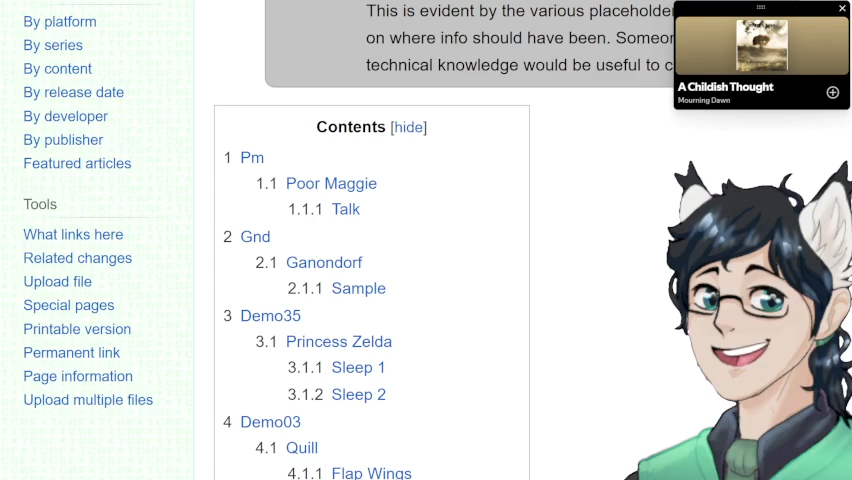 By platform
By series
By content
By release date
By developer
By publisher
Featured articles
Tools
What links here
Related changes
Upload file
Special pages
Printable version
Permanent link
Page information
Upload multiple files
This is evident by the various placeholder
on where info should have been. Someon
technical knowledge would be useful to c
Contents [hide]
1 Pm
1.1 Poor Maggie
1.1.1 Talk
2 Gnd
2.1 Ganondorf
2.1.1 Sample
3 Demo35
3.1 Princess Zelda
3.1.1 Sleep 1
3.1.2 Sleep 2
4 Demo03
4.1 Quill
4.1.1 Flap Wings
A Childish Thought
Mourning Dawn